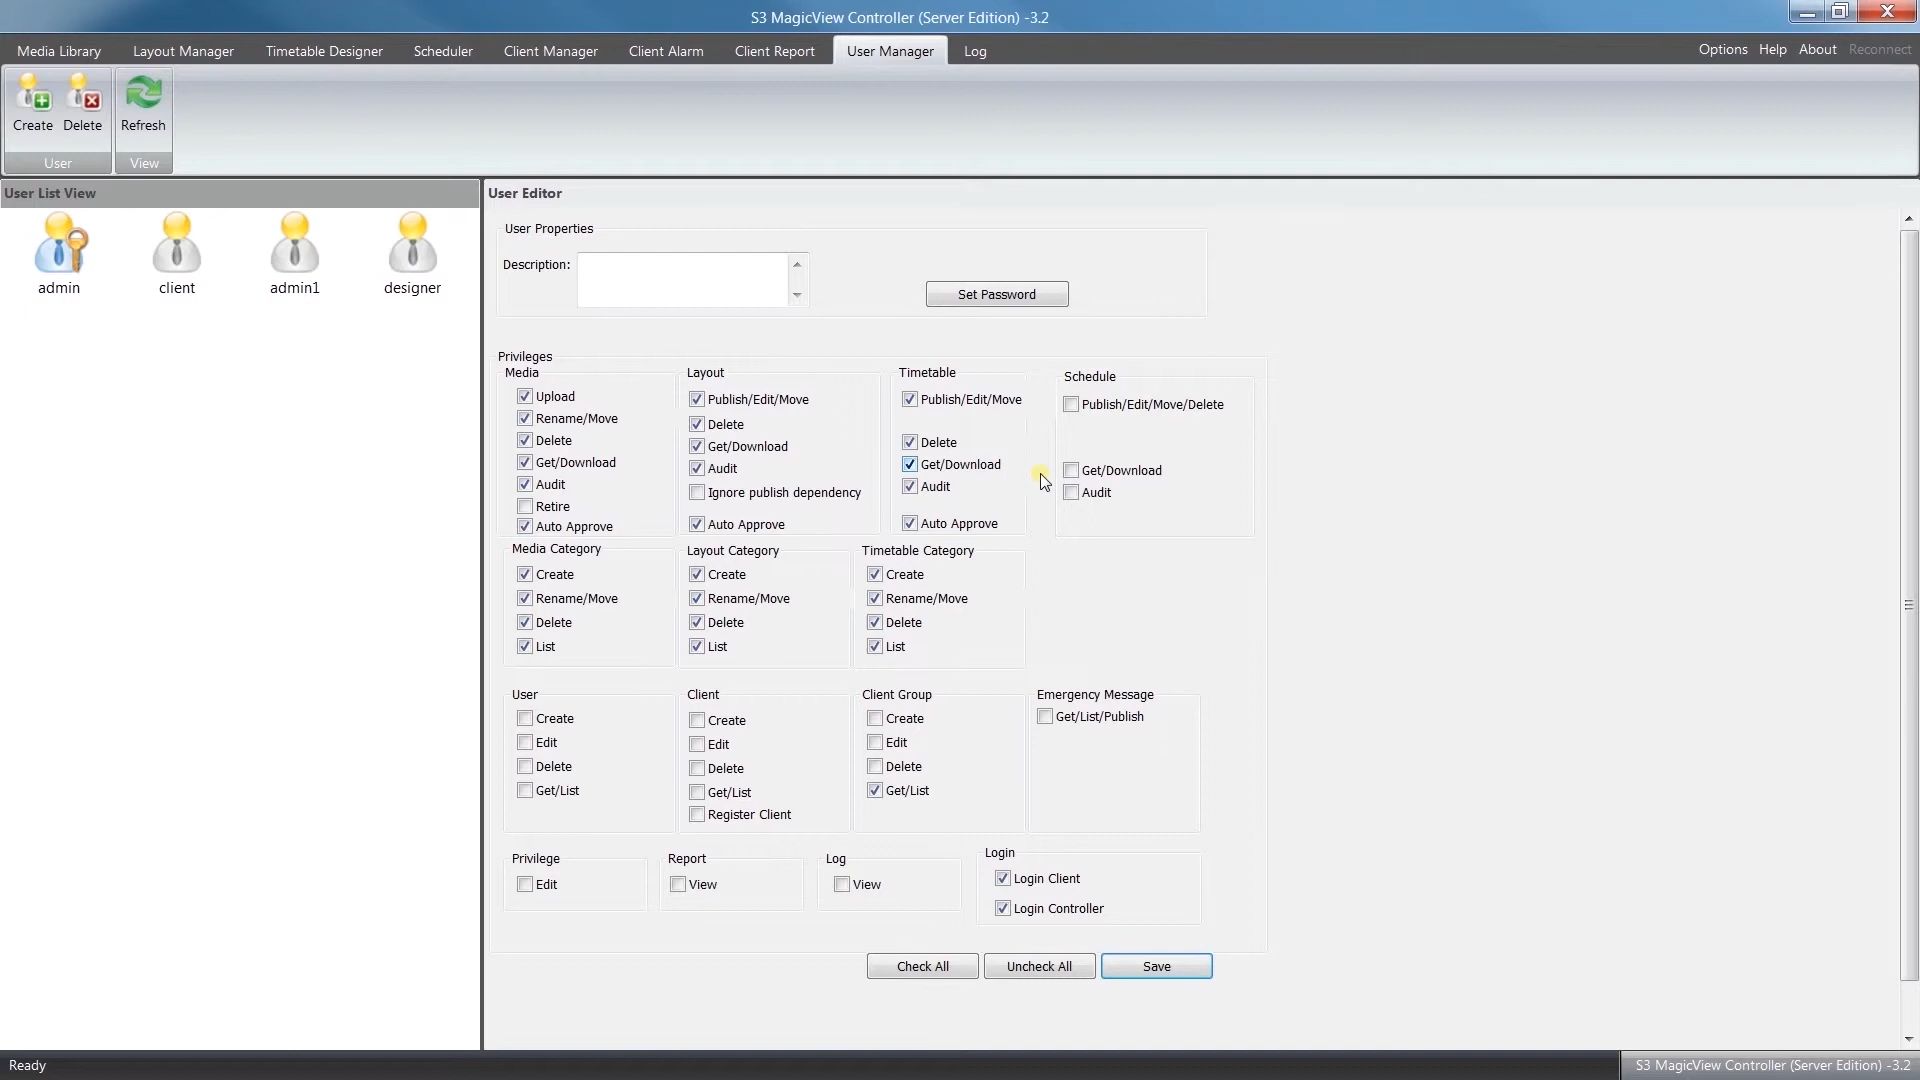 S3 MagicView Controller (Server Edition) -3.2
Media Library Layout Manager Timetable Designer Scheduler Client Manager Client Alarm Client Report User Manager Log Options Help About Reconnect
Create Delete Refresh
User View
User List View
admin client admin1 designer
User Editor
User Properties
Description:
Set Password
Privileges
Media
Upload
Rename/Move
Delete
Get/Download
Audit
Retire
Auto Approve
Layout
Publish/Edit/Move
Delete
Get/Download
Audit
Ignore publish dependency
Auto Approve
Timetable
Publish/Edit/Move
Delete
Get/Download
Audit
Auto Approve
Schedule
Publish/Edit/Move/Delete
Get/Download
Audit
Media Category
Create
Rename/Move
Delete
List
Layout Category
Create
Rename/Move
Delete
List
Timetable Category
Create
Rename/Move
Delete
List
User
Create
Edit
Delete
Get/List
Client
Create
Edit
Delete
Get/List
Register Client
Client Group
Create
Edit
Delete
Get/List
Emergency Message
Get/List/Publish
Privilege
Edit
Report
View
Log
View
Login
Login Client
Login Controller
Check All Uncheck All Save
Ready S3 MagicView Controller (Server Edition) -3.2